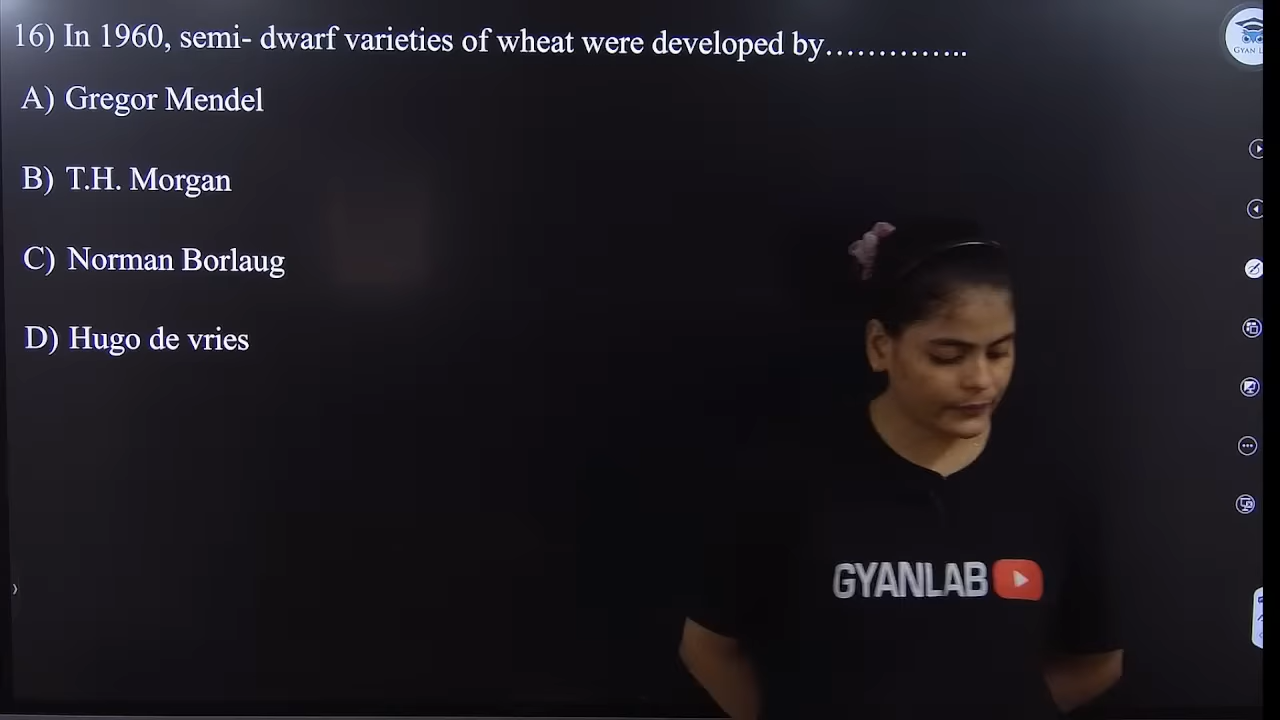 16) In 1960, semi- dwarf varieties of wheat were developed by…………..
A) Gregor Mendel
B) T.H. Morgan
C) Norman Borlaug
D) Hugo de vries
GYANLAB
GYAN